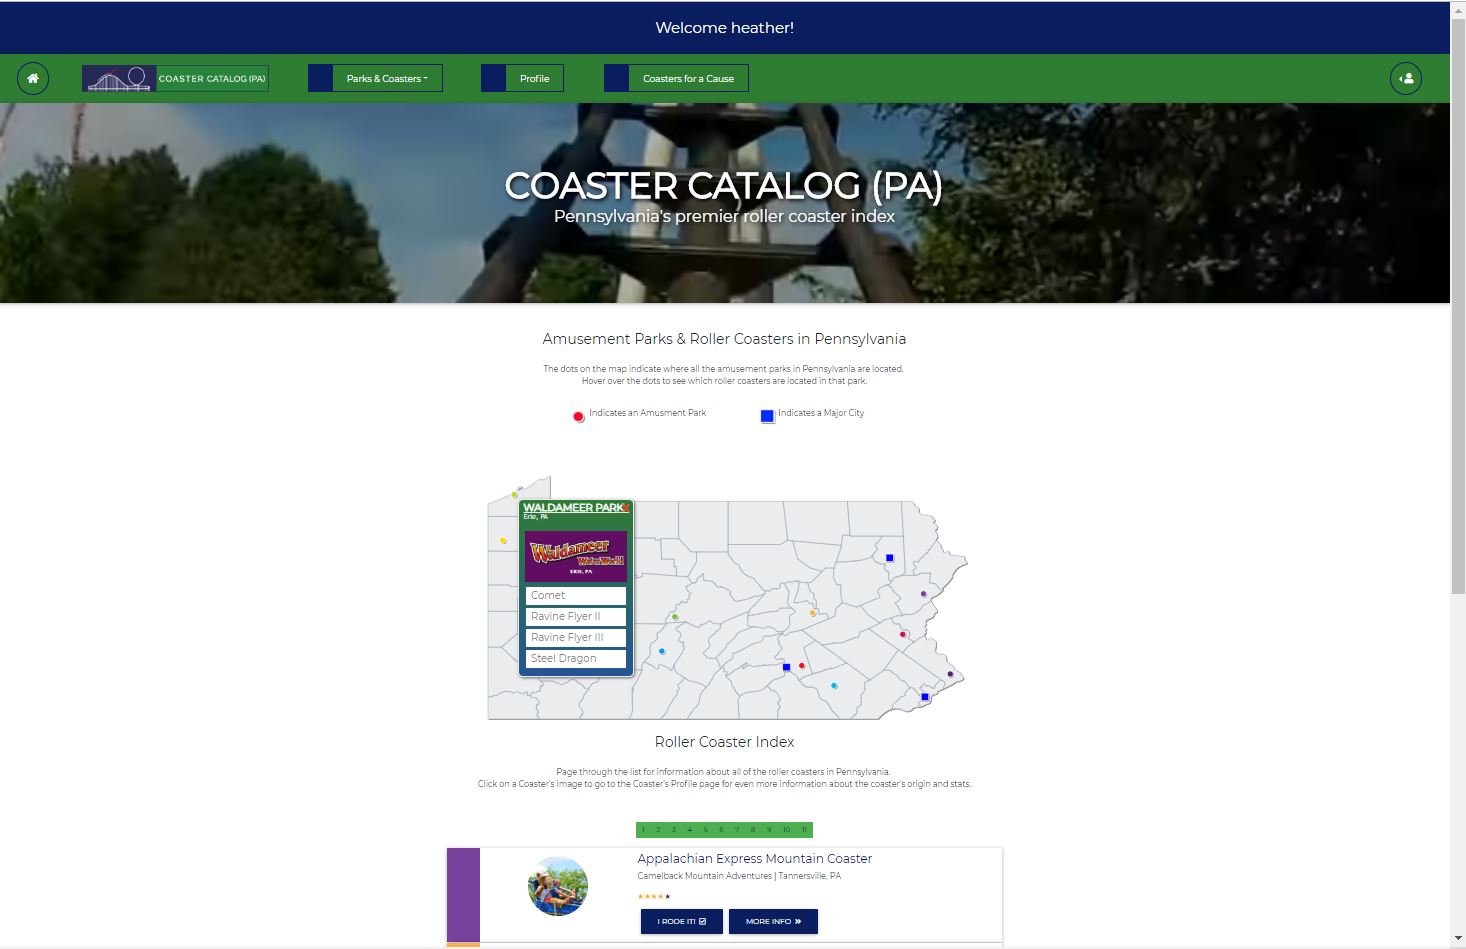 Welcome heather!
COASTER CATALOG (PA)
Parks & Coasters
Profile
Coasters for a Cause
COASTER CATALOG (PA)
Pennsylvania's premier roller coaster index
Amusement Parks & Roller Coasters in Pennsylvania
The dots on the map indicate where all the amusement parks in Pennsylvania are located.
Hover over the dots to see which roller coasters are located in that park.
Indicates an Amusment Park
Indicates a Major City
WALDAMEER PARK X
Erie, PA
Waldameer
Water World
ERIE, PA
Comet
Ravine Flyer II
Ravine Flyer III
Steel Dragon
Roller Coaster Index
Page through the list for information about all of the roller coasters in Pennsylvania.
Click on a Coaster's image to go to the Coaster's Profile page for even more information about the coaster's origin and stats.
1 2 3 4 5 6 7 8 9 10 11
Appalachian Express Mountain Coaster
Camelback Mountain Adventures | Tannersville, PA
I RODE IT!
MORE INFO »